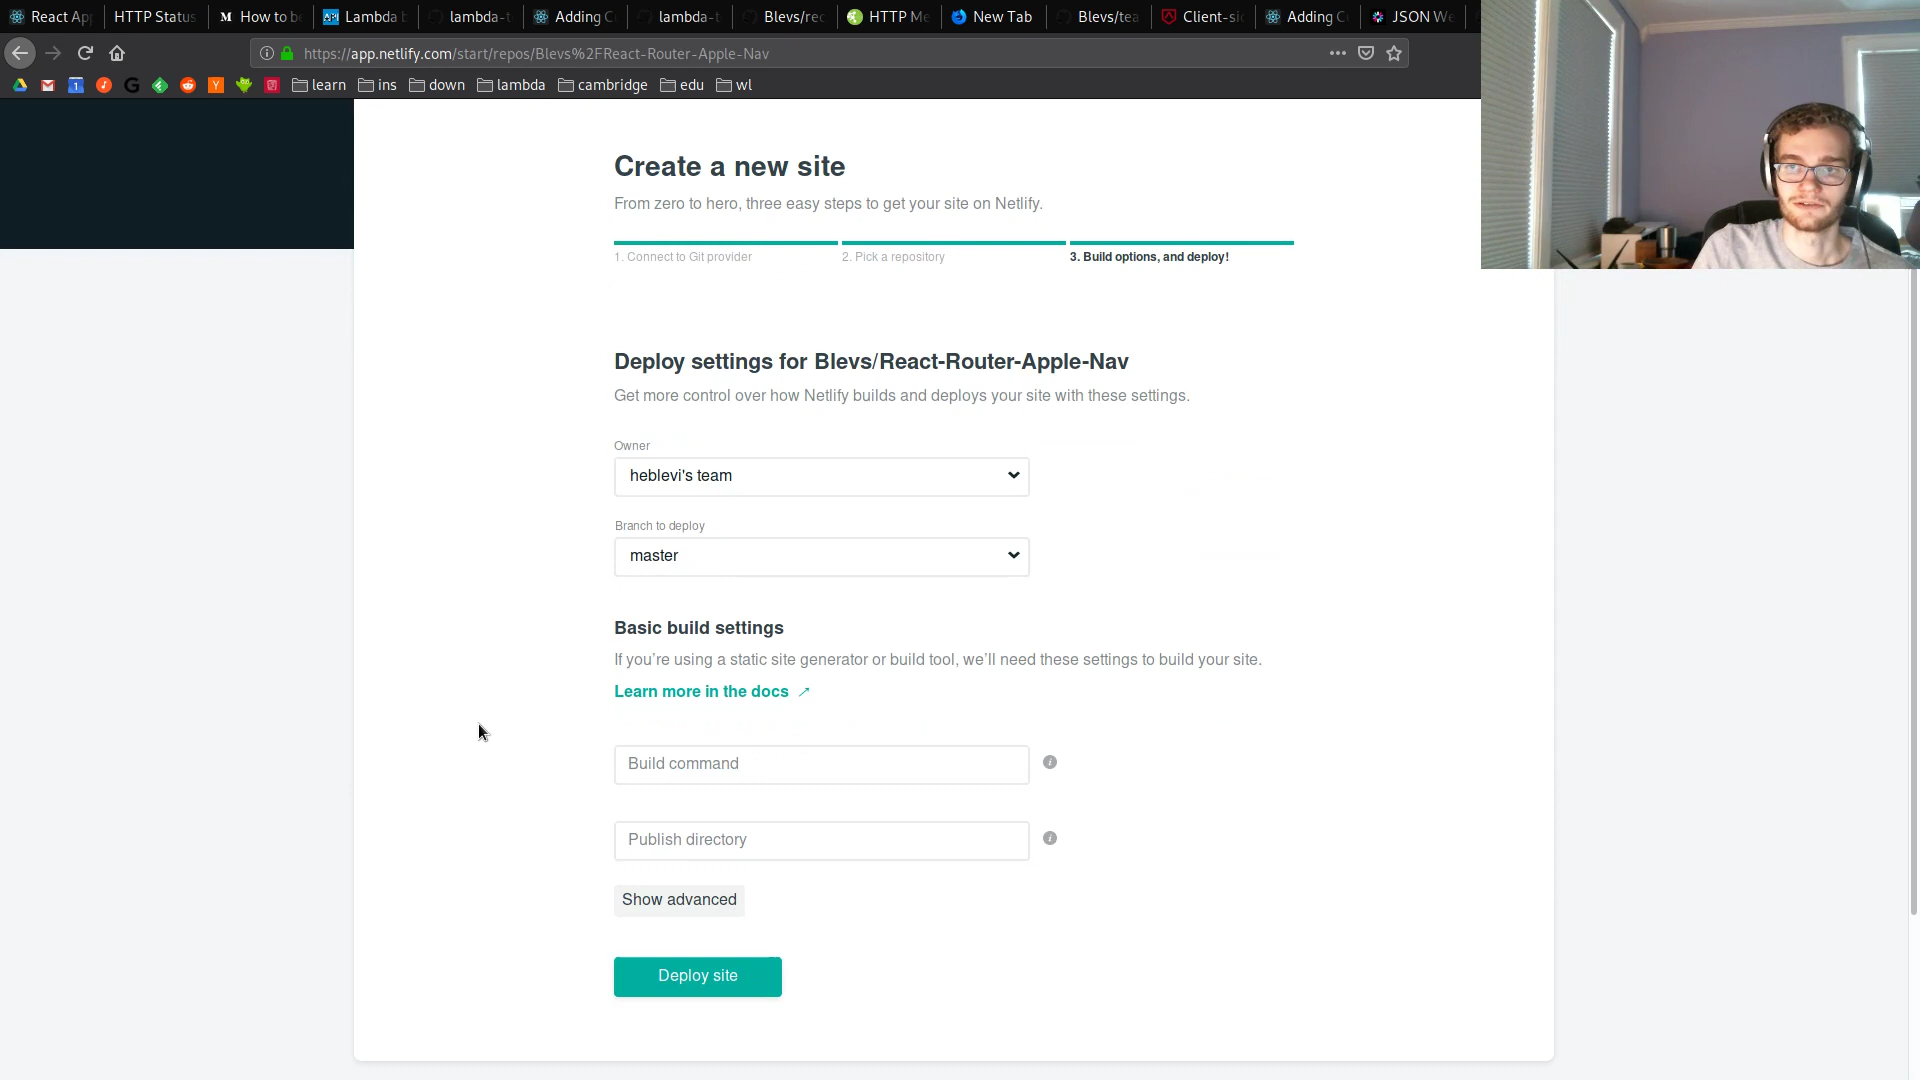 React Ap
HTTP Status
How to b
Lambda
lambda-t
Adding C
lambda-t
Blevs/rec
HTTP Me
New Tab
Blevs/tea
Client-si
Adding C
JSON We
https://app.netlify.com/start/repos/Blevs%2FReact-Router-Apple-Nav
learn
ins
down
lambda
cambridge
edu
wl
Create a new site
From zero to hero, three easy steps to get your site on Netlify.
1. Connect to Git provider
2. Pick a repository
3. Build options, and deploy!
Deploy settings for Blevs/React-Router-Apple-Nav
Get more control over how Netlify builds and deploys your site with these settings.
Owner
heblevi's team
Branch to deploy
master
Basic build settings
If you’re using a static site generator or build tool, we’ll need these settings to build your site.
Learn more in the docs
Build command
Publish directory
Show advanced
Deploy site